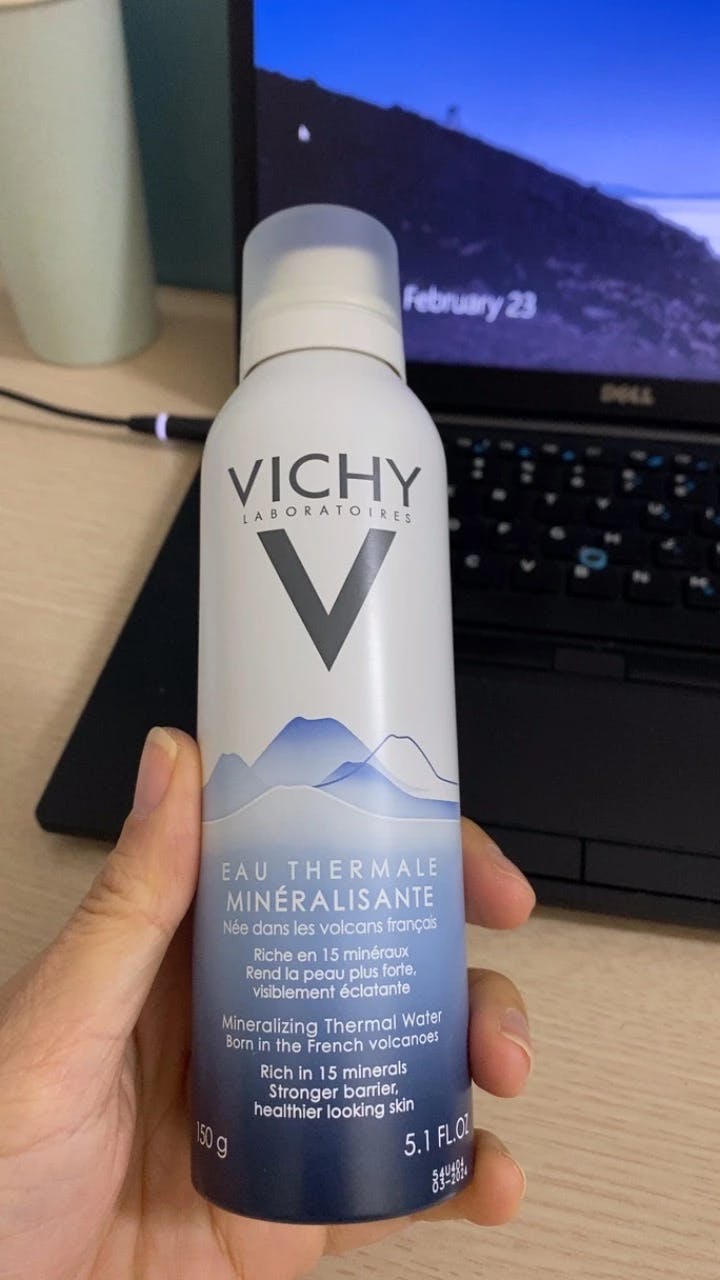 February 23
DELL
VICHY
LABORATOIRES
V
EAU THERMALE
MINÉRALISANTE
Née dans les volcans français
Riche en 15 minéraux
Rend la peau plus forte,
visiblement éclatante
Mineralizing Thermal Water
Born in the French volcanoes
Rich in 15 minerals
Stronger barrier,
healthier looking skin
150 g
5.1 FL.OZ
54U404
03-2024